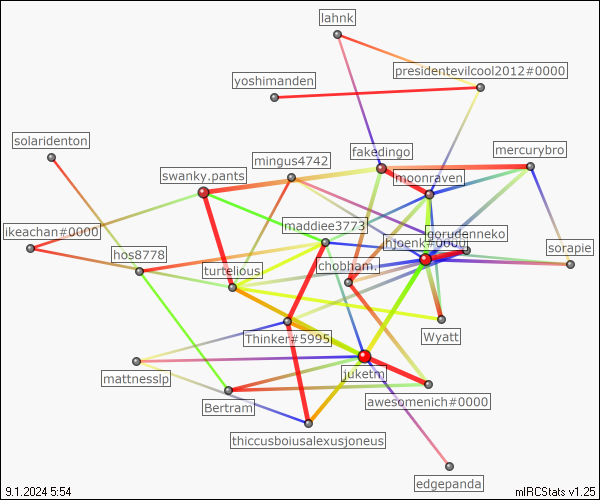 lahnk
presidentevilcool2012#0000
yoshimanden
solaridenton
fakedingo
mercurybro
mingus4742
swanky.pants
moonraven
ikeachan#0000
maddiee3773
gorudenneko
hjoenk#0000
hos8778
sorapie
turtelious
chobham.
Thinker#5995
Wyatt
juketm
mattnesslp
Bertram
awesomenich#0000
thiccusboiusalexusjoneus
edgepanda
9.1.2024 5:54
mIRCStats v1.25